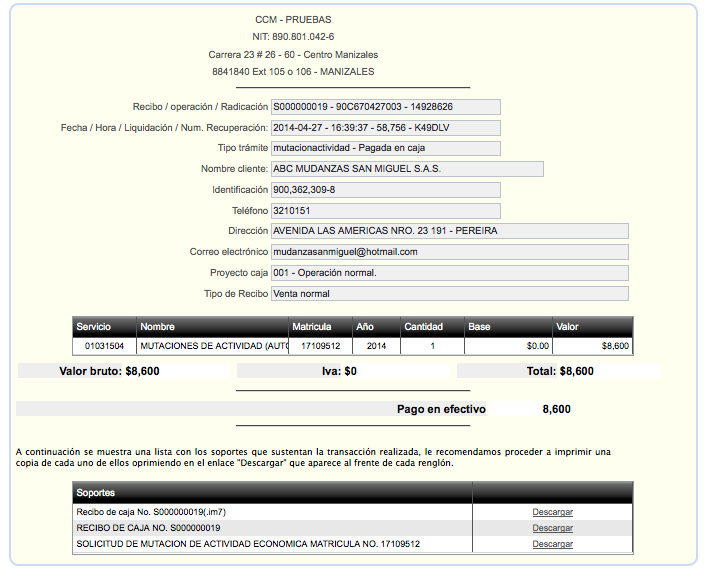 CCM - PRUEBAS
NIT: 890.801.042-6
Carrera 23 # 26 - 60 - Centro Manizales
8841840 Ext 105 o 106 - MANIZALES
Recibo / operación / Radicación S000000019 - 90C670427003 - 14928626
Fecha / Hora / Liquidación / Num. Recuperación: 2014-04-27 - 16:39:37 - 58,756 - K49DLV
Tipo trámite mutacionactividad - Pagada en caja
Nombre cliente: ABC MUDANZAS SAN MIGUEL S.A.S.
Identificación 900,362,309-8
Teléfono 3210151
Dirección AVENIDA LAS AMERICAS NRO. 23 191 - PEREIRA
Correo electrónico mudanzasanmiguel@hotmail.com
Proyecto caja 001 - Operación normal.
Tipo de Recibo Venta normal
Servicio Nombre Matricula Año Cantidad Base Valor
01031504 MUTACIONES DE ACTIVIDAD (AUTO 17109512 2014 1 $0.00 $8,600
Valor bruto: $8,600 Iva: $0 Total: $8,600
Pago en efectivo 8,600
A continuación se muestra una lista con los soportes que sustentan la transacción realizada, le recomendamos proceder a imprimir una
copia de cada uno de ellos oprimiendo en el enlace "Descargar" que aparece al frente de cada renglón.
Soportes
Recibo de caja No. S000000019(.im7) Descargar
RECIBO DE CAJA NO. S000000019 Descargar
SOLICITUD DE MUTACION DE ACTIVIDAD ECONOMICA MATRICULA NO. 17109512 Descargar